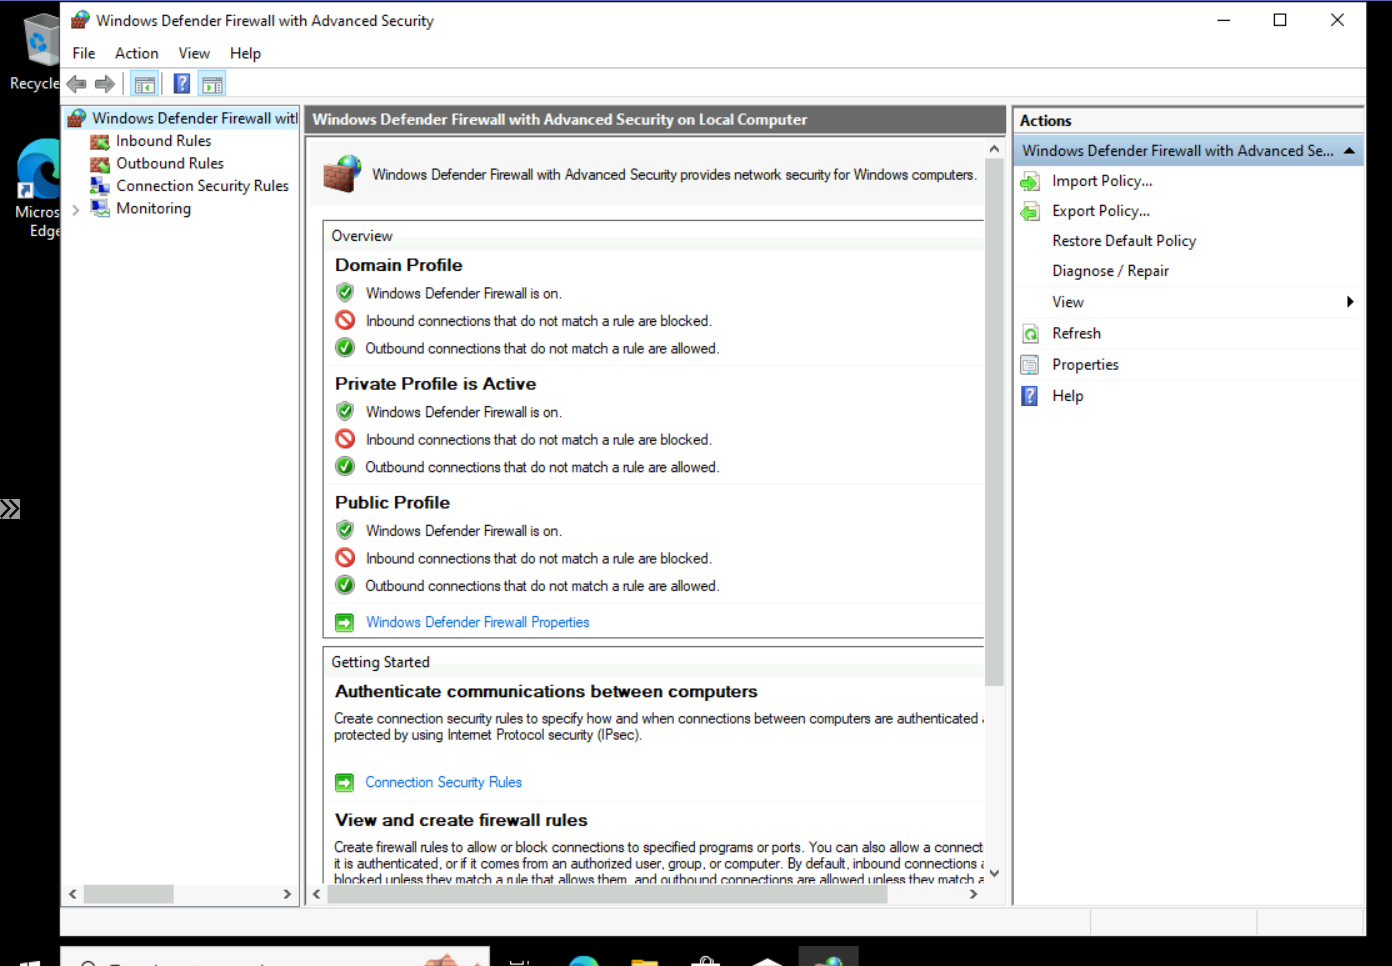 Recycle
Micros
Edge
Windows Defender Firewall with Advanced Security
File Action View Help
Windows Defender Firewall with
Inbound Rules
Outbound Rules
Connection Security Rules
Monitoring
Windows Defender Firewall with Advanced Security on Local Computer
Windows Defender Firewall with Advanced Security provides network security for Windows computers.
Overview
Domain Profile
Windows Defender Firewall is on.
Inbound connections that do not match a rule are blocked.
Outbound connections that do not match a rule are allowed.
Private Profile is Active
Windows Defender Firewall is on.
Inbound connections that do not match a rule are blocked.
Outbound connections that do not match a rule are allowed.
Public Profile
Windows Defender Firewall is on.
Inbound connections that do not match a rule are blocked.
Outbound connections that do not match a rule are allowed.
Windows Defender Firewall Properties
Getting Started
Authenticate communications between computers
Create connection security rules to specify how and when connections between computers are authenticated
protected by using Internet Protocol security (IPsec).
Connection Security Rules
View and create firewall rules
Create firewall rules to allow or block connections to specified programs or ports. You can also allow a connect
it is authenticated, or if it comes from an authorized user, group, or computer. By default, inbound connections
blocked unless they match a rule that allows them, and outbound connections are allowed unless they match a
Actions
Windows Defender Firewall with Advanced Se...
Import Policy...
Export Policy...
Restore Default Policy
Diagnose / Repair
View
Refresh
Properties
Help